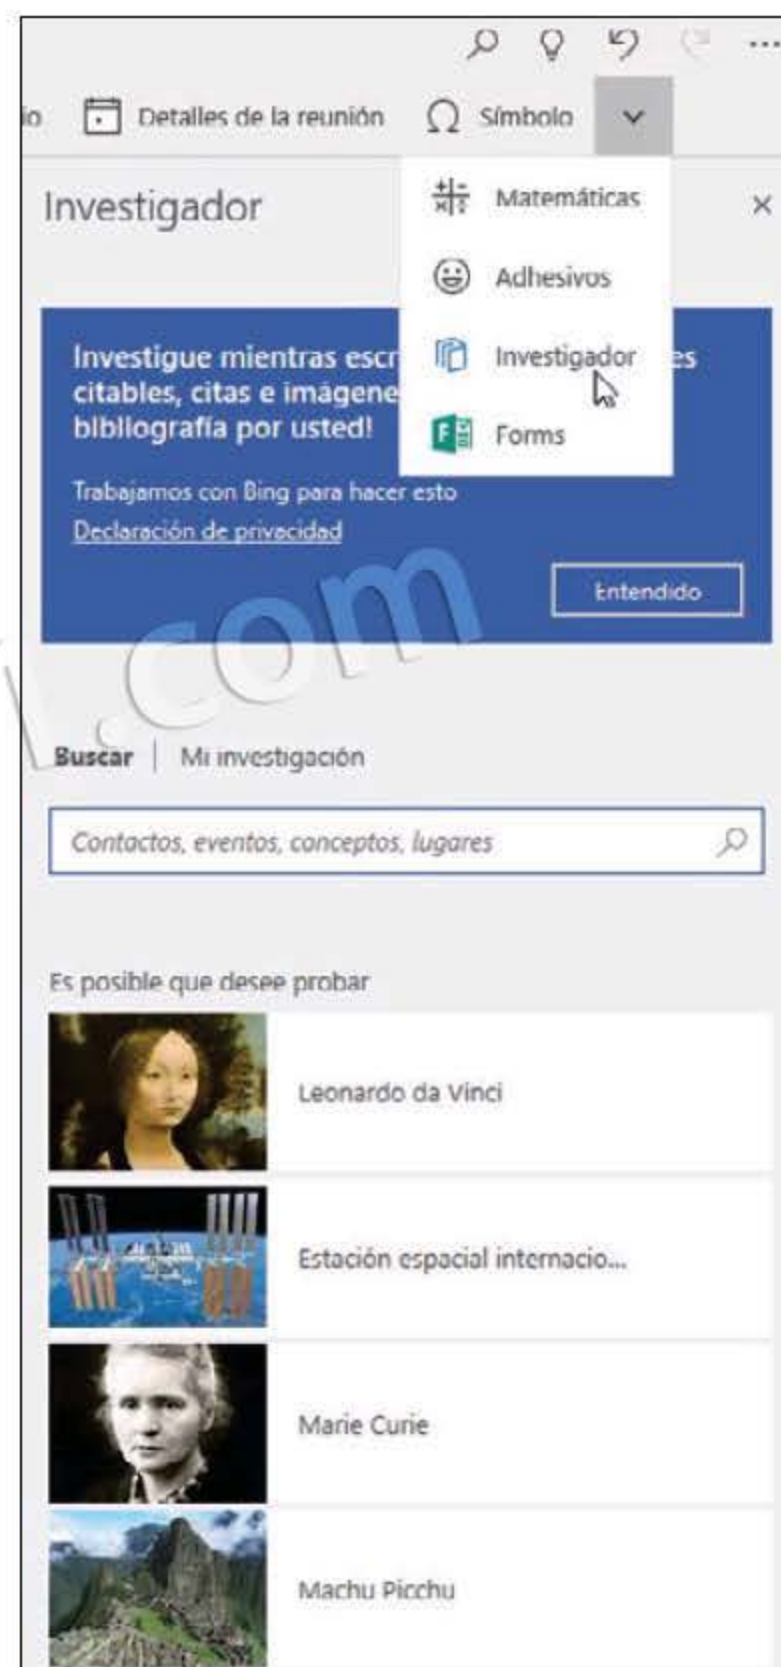 io Detalles de la reunión Símbolo
Investigador
Matemáticas
Adhesivos
Investigador
Forms
Investigue mientras escr es
citables, citas e imágene
bibliografía por usted!
Trabajamos con Bing para hacer esto
Declaración de privacidad
Entendido
.com
Buscar | Mi investigación
Contactos, eventos, conceptos, lugares
Es posible que desee probar
Leonardo da Vinci
Estación espacial internacio...
Marie Curie
Machu Picchu